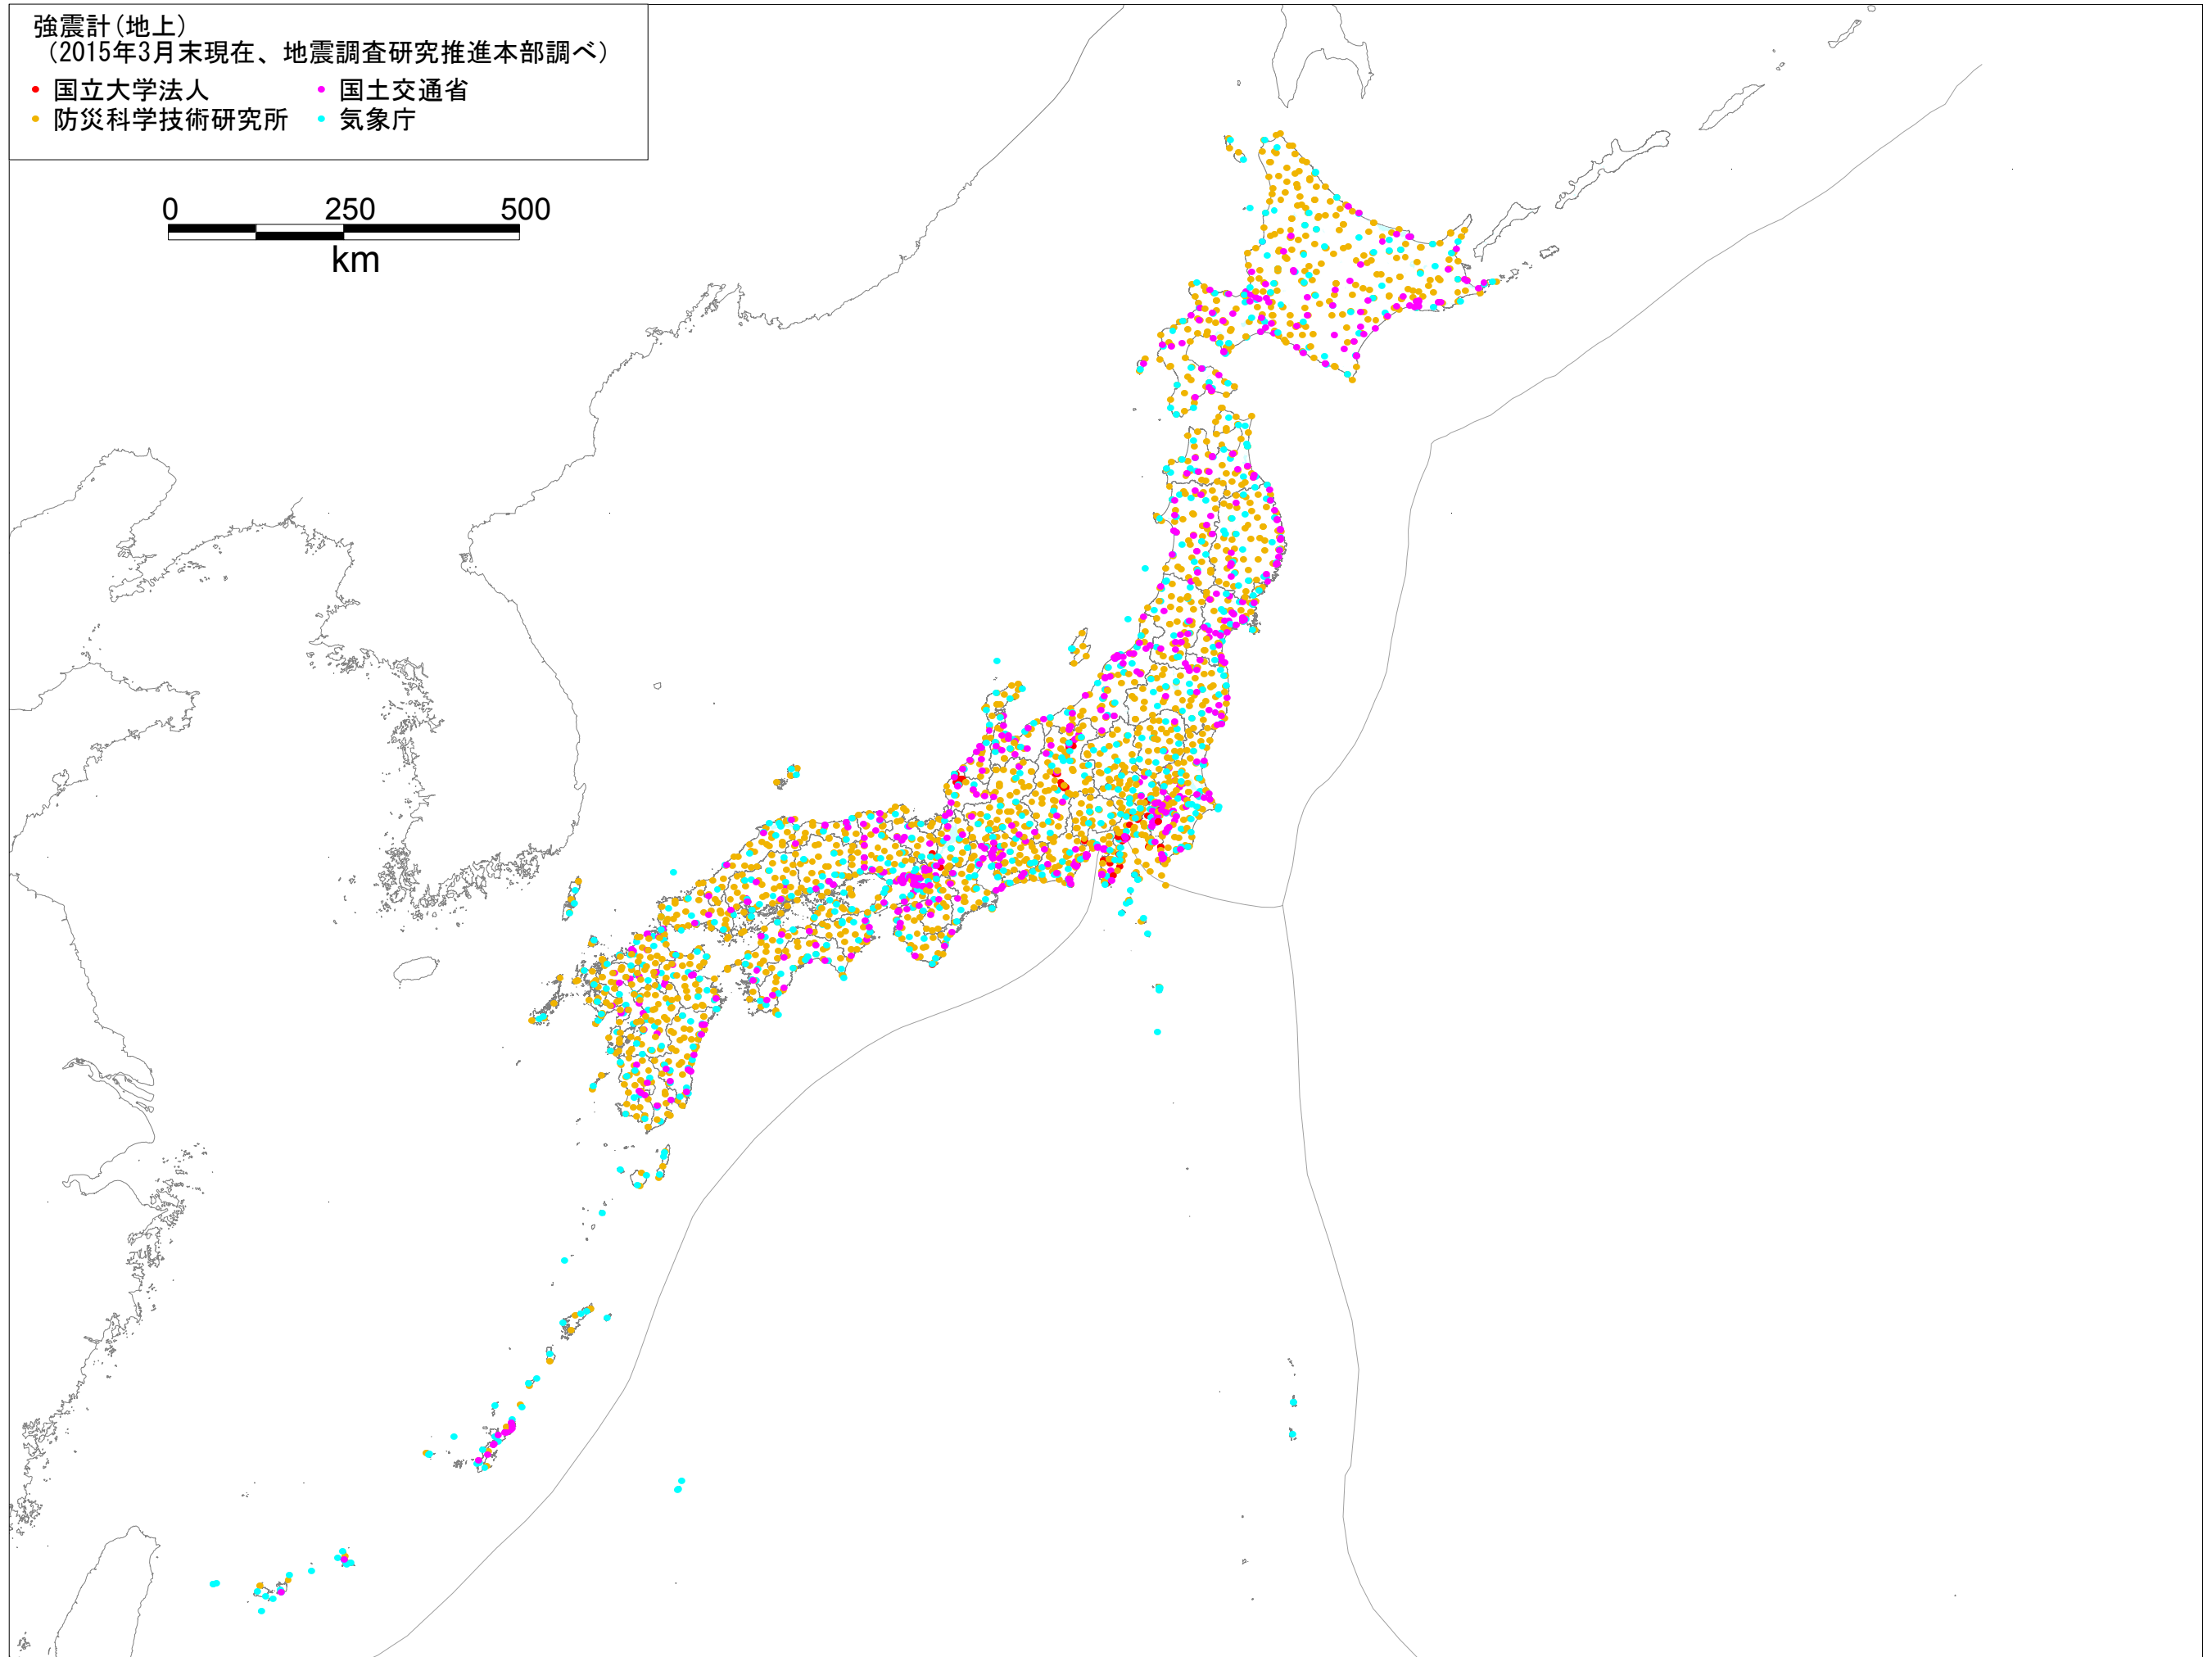 強震計(地上)
(2015年3月末現在、地震調査研究推進本部調べ)
国立大学法人 国土交通省
防災科学技術研究所 気象庁
0 250 500
km